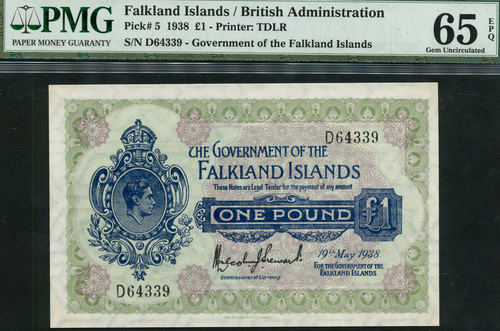 PMG
PAPER MONEY GUARANTY
Falkland Islands / British Administration
Pick# 5 1938 £1 - Printer: TDLR
S/N D64339 - Government of the Falkland Islands
65 EPQ
Gem Uncirculated
D64339
THE GOVERNMENT OF THE
FALKLAND ISLANDS
These Notes are Legal Tender for the payment of any amount
ONE POUND £1
19th May 1938.
Commissioner of Currency
FOR THE GOVERNMENT OF THE
FALKLAND ISLANDS.
D64339